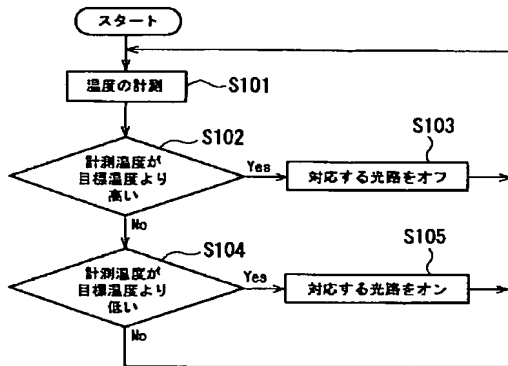 スタート
温度の計測
S101
計測温度が
目標温度より
高い
S102
Yes
対応する光路をオフ
S103
No
計測温度が
目標温度より
低い
S104
Yes
対応する光路をオン
S105
No